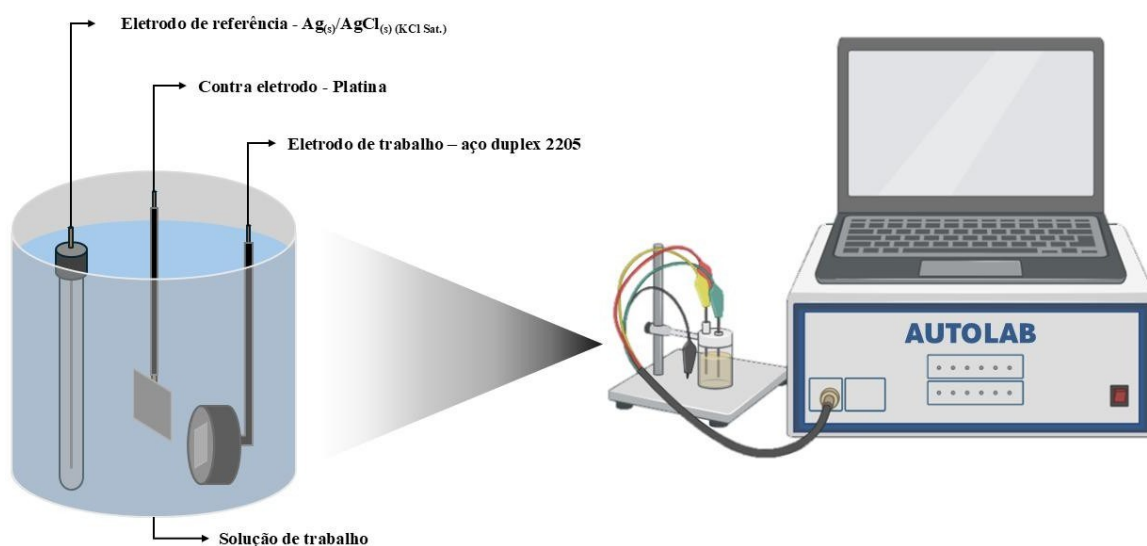 Eletrodo de referência - Ag(s)/AgCl(s) (KCl Sat.)
Contra eletrodo - Platina
Eletrodo de trabalho – aço duplex 2205
AUTOLAB
Solução de trabalho